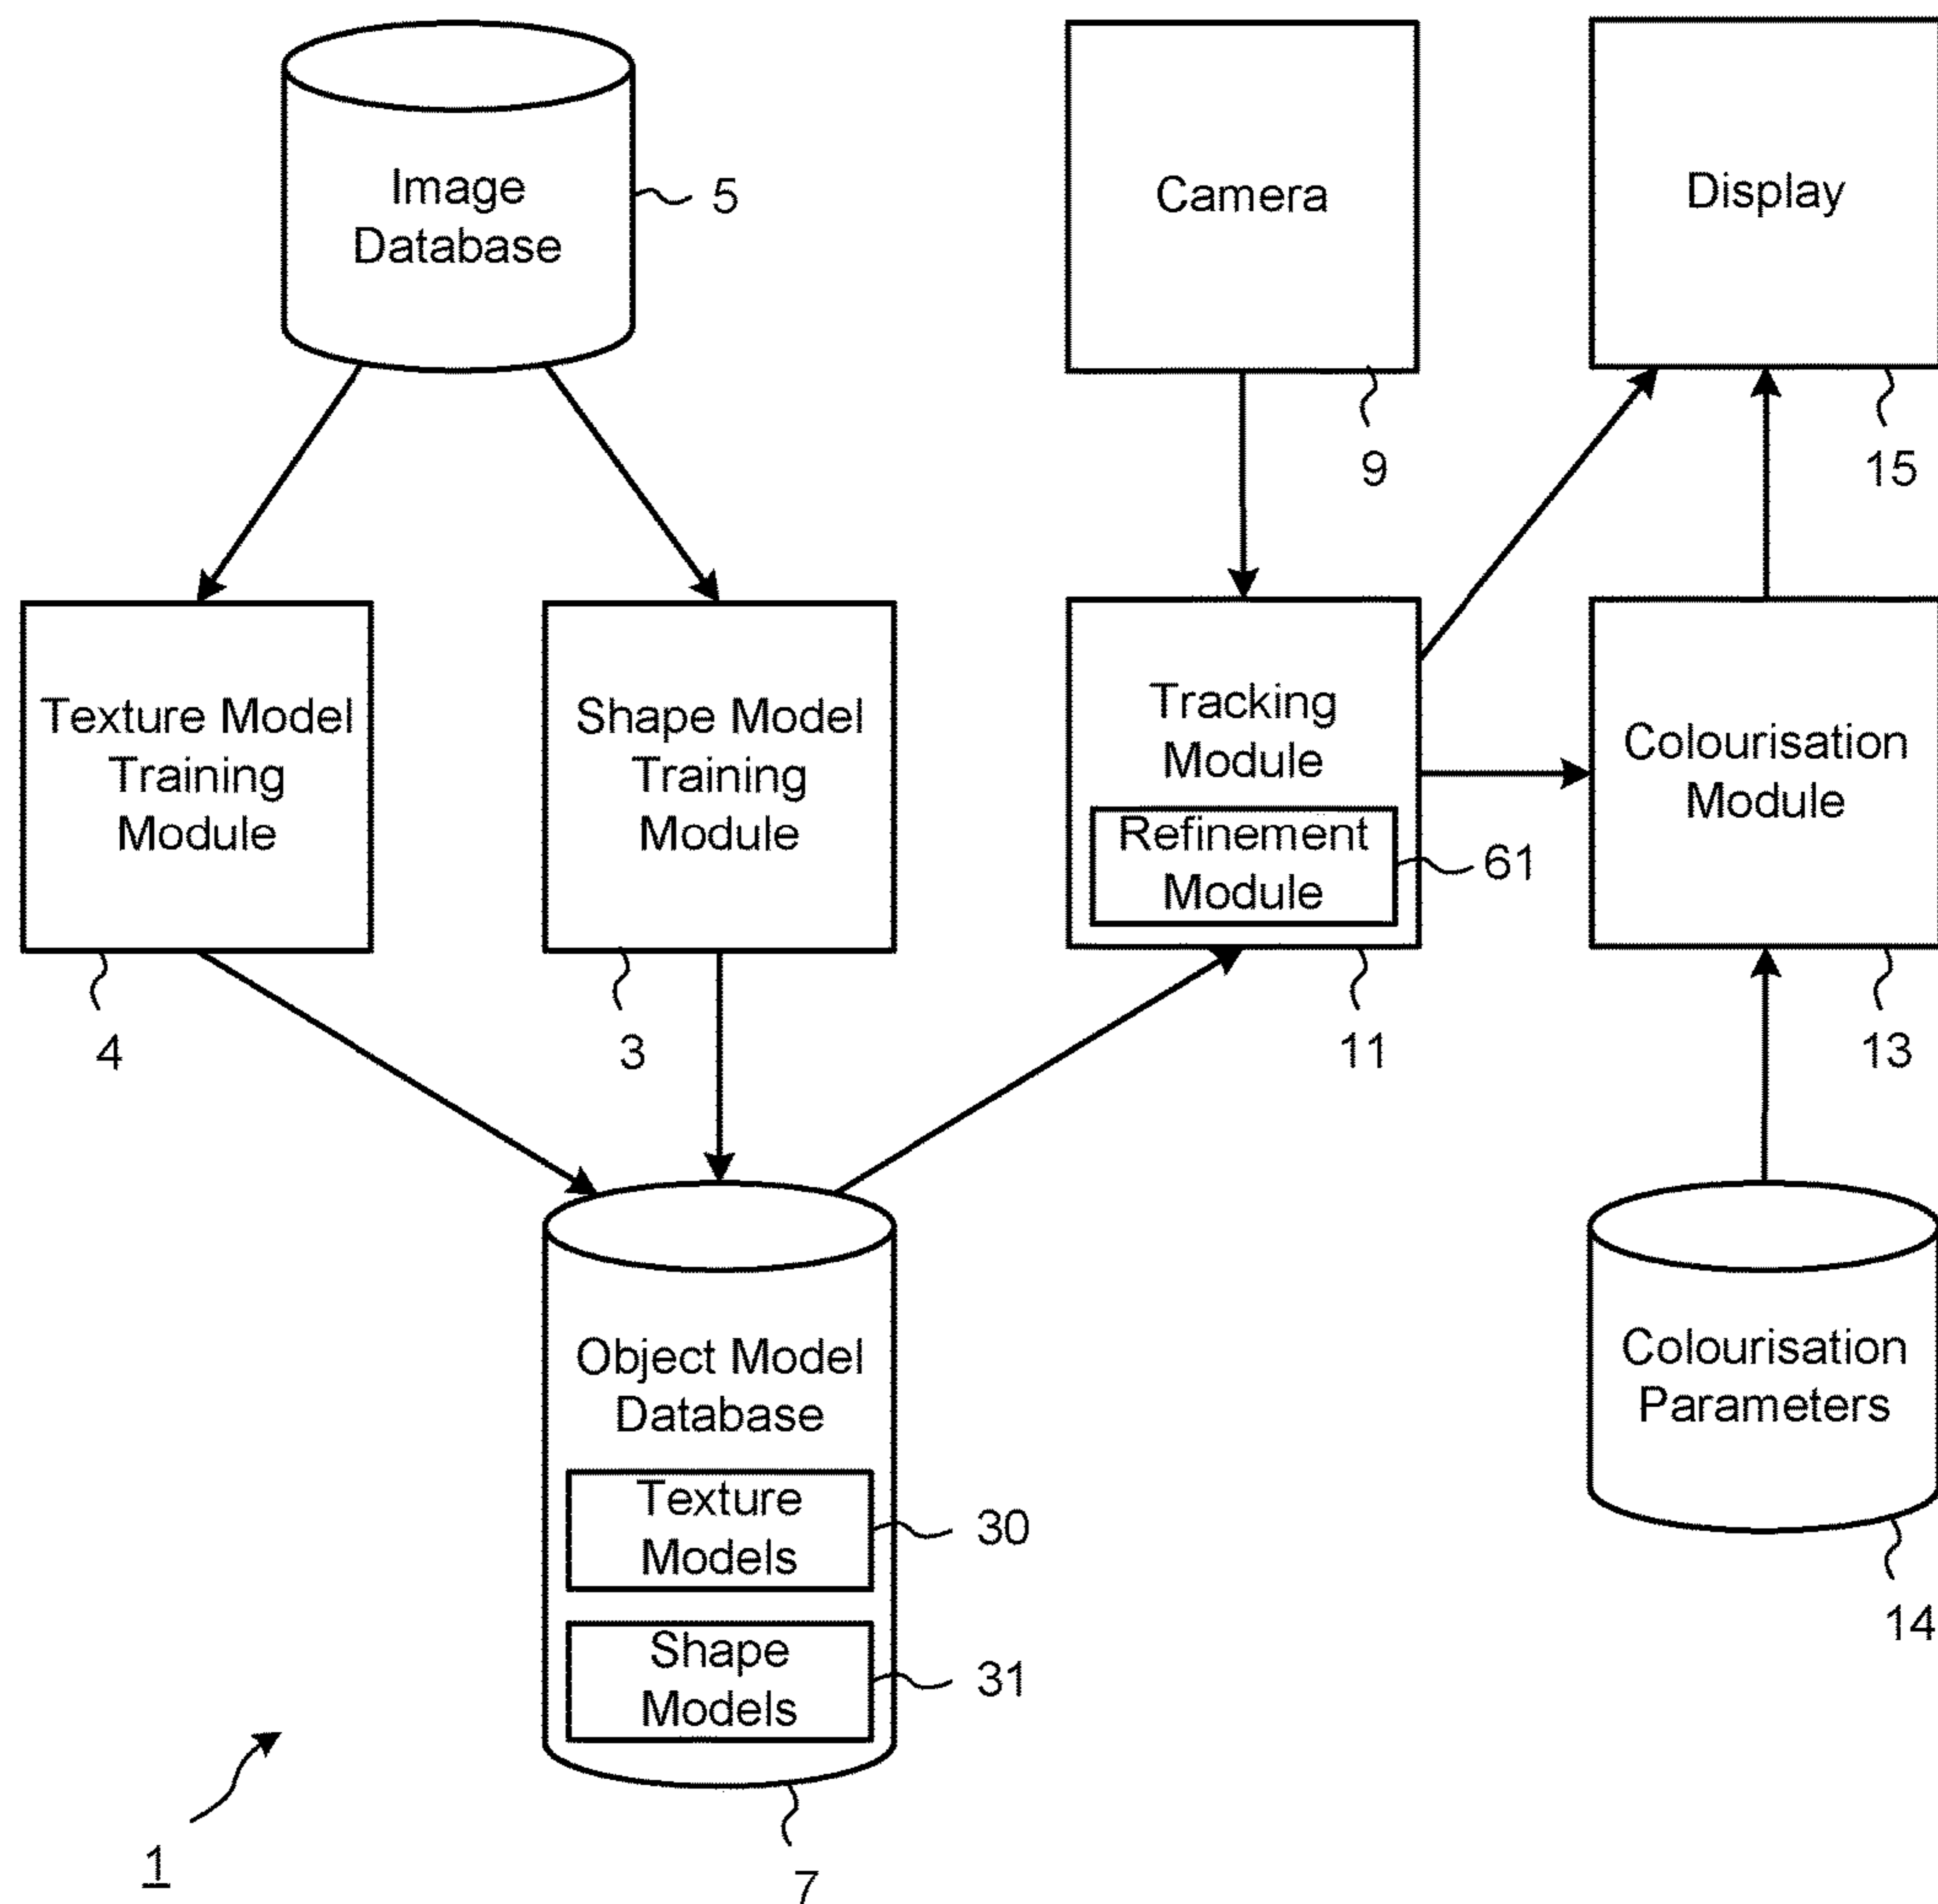 Image
Database
5
Camera
9
Display
15
Texture Model
Training
Module
4
Shape Model
Training
Module
3
Tracking
Module
Refinement
Module
61
11
Colourisation
Module
13
Object Model
Database
Texture
Models
30
Shape
Models
31
7
Colourisation
Parameters
14
1